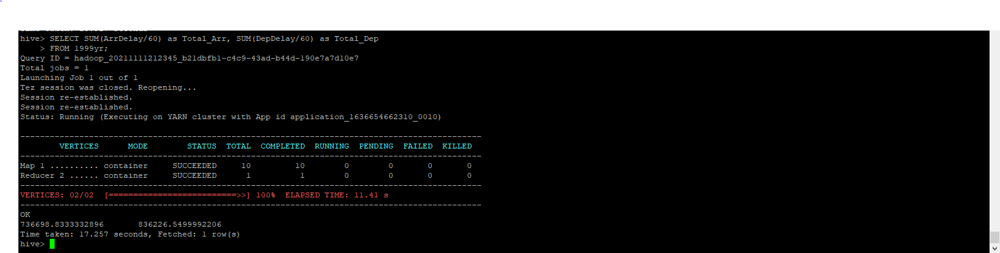 hive> SELECT SUM(ArrDelay/60) as Total_Arr, SUM(DepDelay/60) as Total_Dep
    > FROM 1999yr;
Query ID = hadoop_20211111212345_b21dbfb1-c4c9-43ad-b44d-190e7a7d10e7
Total jobs = 1
Launching Job 1 out of 1
Tez session was closed. Reopening...
Session re-established.
Session re-established.
Status: Running (Executing on YARN cluster with App id application_1636654662310_0010)
----------------------------------------------------------------------------------------------
        VERTICES      MODE        STATUS  TOTAL  COMPLETED  RUNNING  PENDING  FAILED  KILLED
----------------------------------------------------------------------------------------------
Map 1 .......... container     SUCCEEDED     10         10        0        0       0       0
Reducer 2 ...... container     SUCCEEDED      1          1        0        0       0       0
----------------------------------------------------------------------------------------------
VERTICES: 02/02  [==========================>>] 100%  ELAPSED TIME: 11.41 s
----------------------------------------------------------------------------------------------
OK
736698.8333332896       836226.5499992206
Time taken: 17.257 seconds, Fetched: 1 row(s)
hive>